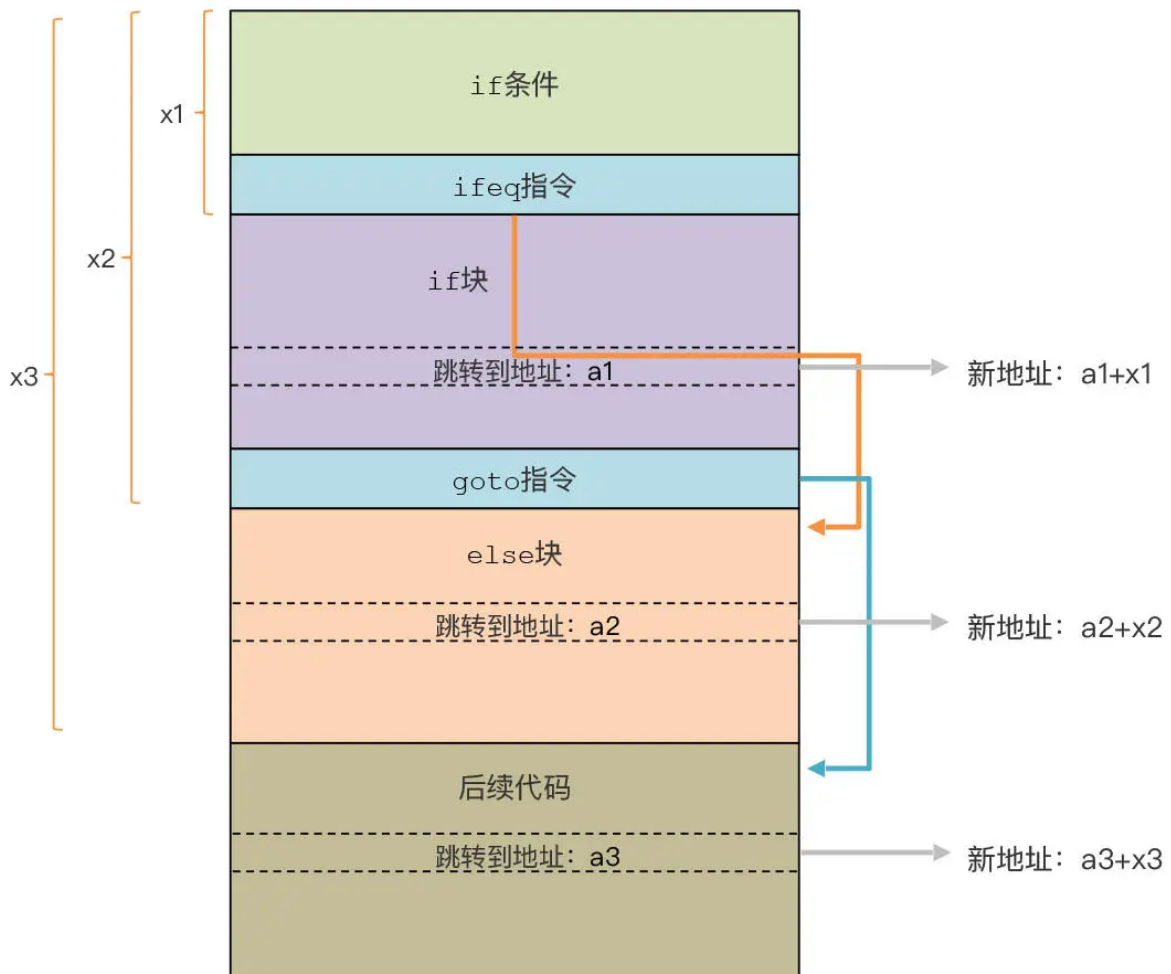 if条件
x1
ifeq指令
x2
if块
x3
跳转到地址：a1
新地址：a1+x1
goto指令
else块
跳转到地址：a2
新地址：a2+x2
后续代码
跳转到地址：a3
新地址：a3+x3